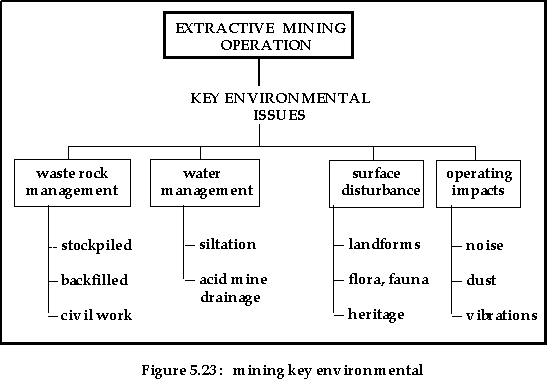 EXTRACTIVE MINING
OPERATION
KEY ENVIRONMENTAL
ISSUES
waste rock
management
stockpiled
backfilled
civil work
water
management
siltation
acid mine
drainage
surface
disturbance
landforms
flora, fauna
heritage
operating
impacts
noise
dust
vibrations
Figure 5.23: mining key environmental